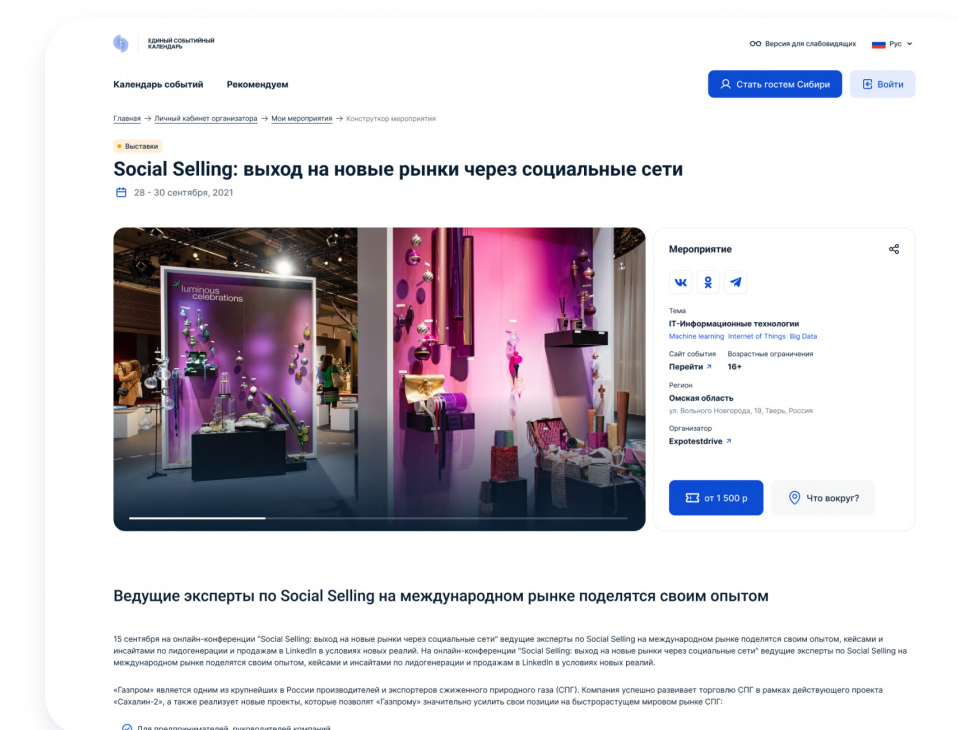 ЕДИНЫЙ СОБЫТИЙНЫЙ
КАЛЕНДАРЬ
Версия для слабовидящих
Рус
Календарь событий
Рекомендуем
Стать гостем Сибири
Войти
Главная → Личный кабинет организатора → Мои мероприятия → Конструткор мероприятия
Выставки
Social Selling: выход на новые рынки через социальные сети
28 - 30 сентября, 2021
luminous
celebrations
Мероприятие
Тема
IT-Информационные технологии
Machine learning Internet of Things Big Data
Сайт события Возрастные ограничения
Перейти ↗ 16+
Регион
Омская область
ул. Вольного Новгорода, 19, Тверь, Россия
Организатор
Expotestdrive ↗
от 1 500 р
Что вокруг?
Ведущие эксперты по Social Selling на международном рынке поделятся своим опытом
15 сентября на онлайн-конференции "Social Selling: выход на новые рынки через социальные сети" ведущие эксперты по Social Selling на международном рынке поделятся своим опытом, кейсами и
инсайтами по лидогенерации и продажам в LinkedIn в условиях новых реалий. На онлайн-конференции "Social Selling: выход на новые рынки через социальные сети" ведущие эксперты по Social Selling на
международном рынке поделятся своим опытом, кейсами и инсайтами по лидогенерации и продажам в LinkedIn в условиях новых реалий.
«Газпром» является одним из крупнейших в России производителей и экспортеров сжиженного природного газа (СПГ). Компания успешно развивает торговлю СПГ в рамках действующего проекта
«Сахалин-2», а также реализует новые проекты, которые позволят «Газпрому» значительно усилить свои позиции на быстрорастущем мировом рынке СПГ:
Для предпринимателей, руководителей компаний